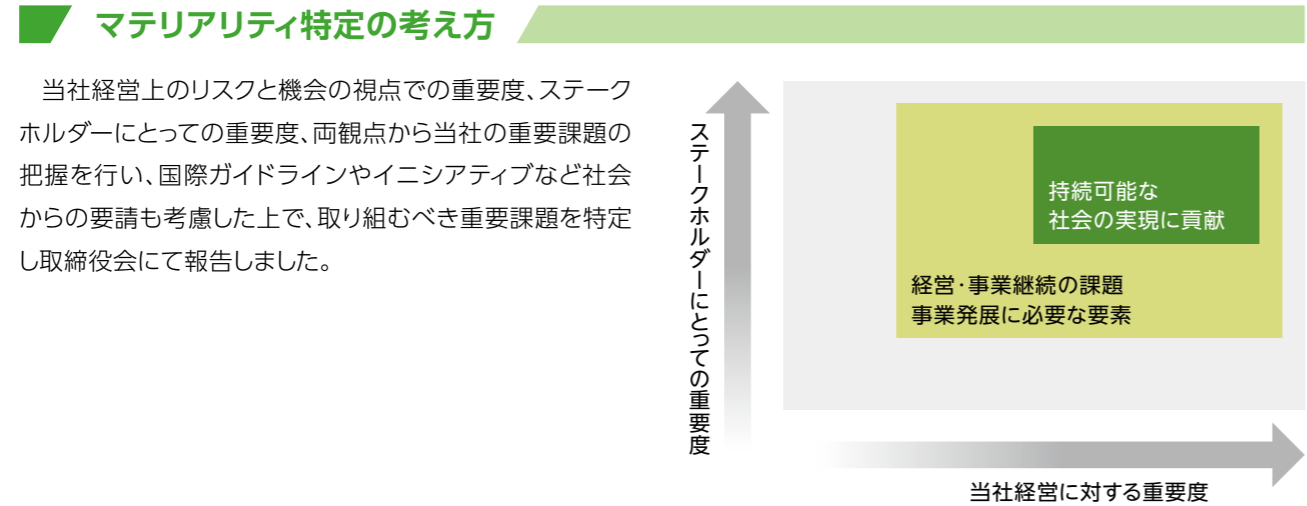 マテリアリティ特定の考え方
当社経営上のリスクと機会の視点での重要度、ステーク
ホルダーにとっての重要度、両観点から当社の重要課題の
把握を行い、国際ガイドラインやイニシアティブなど社会
からの要請も考慮した上で、取り組むべき重要課題を特定
し取締役会にて報告しました。
ステークホルダーにとっての重要度
持続可能な
社会の実現に貢献
経営・事業継続の課題
事業発展に必要な要素
当社経営に対する重要度